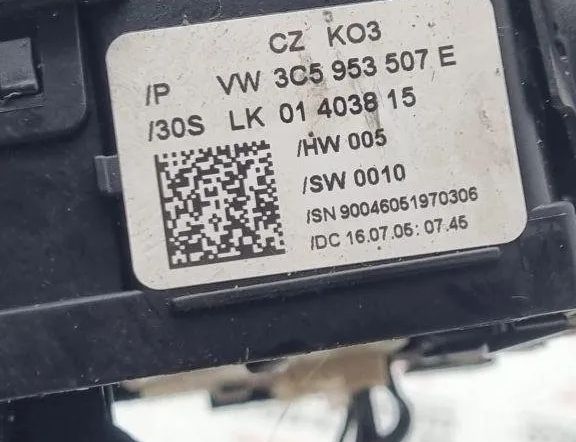 CZ KO3
/P VW 3C5 953 507 E
/30S LK 01 4038 15
/HW 005
/SW 0010
/SN 90046051970306
/DC 16.07.05: 07.45